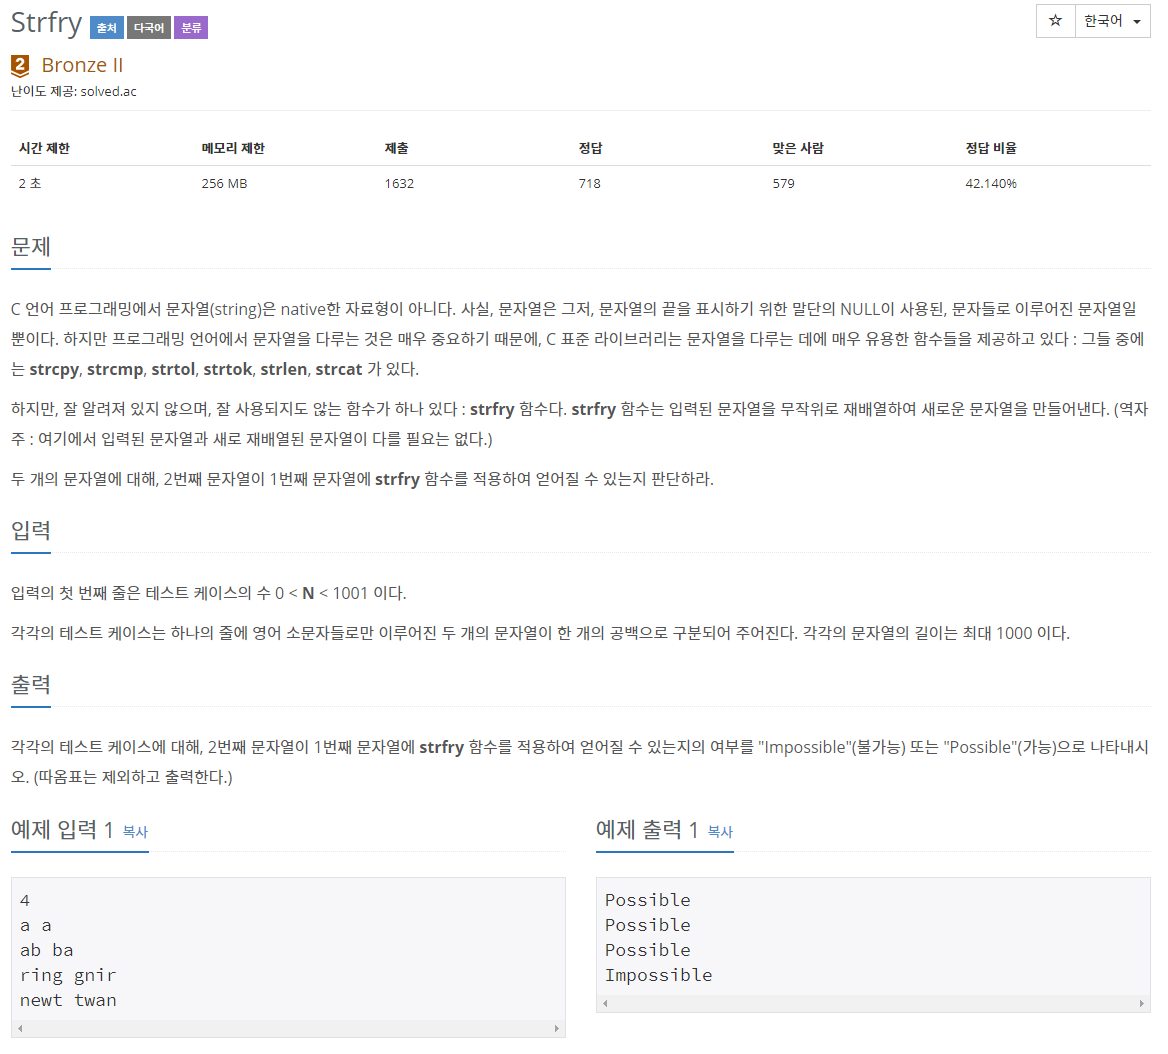 Strfry 출처 다국어 분류
☆ 한국어
2 Bronze II
난이도 제공: solved.ac
시간 제한 메모리 제한 제출 정답 맞은 사람 정답 비율
2 초 256 MB 1632 718 579 42.140%
문제
C 언어 프로그래밍에서 문자열(string)은 native한 자료형이 아니다. 사실, 문자열은 그저, 문자열의 끝을 표시하기 위한 말단의 NULL이 사용된, 문자들로 이루어진 문자열일
뿐이다. 하지만 프로그래밍 언어에서 문자열을 다루는 것은 매우 중요하기 때문에, C 표준 라이브러리는 문자열을 다루는 데에 매우 유용한 함수들을 제공하고 있다 : 그들 중에
는 strcpy, strcmp, strtol, strtok, strlen, strcat 가 있다.
하지만, 잘 알려져 있지 않으며, 잘 사용되지도 않는 함수가 하나 있다 : strfry 함수다. strfry 함수는 입력된 문자열을 무작위로 재배열하여 새로운 문자열을 만들어낸다. (역자
주 : 여기에서 입력된 문자열과 새로 재배열된 문자열이 다를 필요는 없다.)
두 개의 문자열에 대해, 2번째 문자열이 1번째 문자열에 strfry 함수를 적용하여 얻어질 수 있는지 판단하라.
입력
입력의 첫 번째 줄은 테스트 케이스의 수 0 < N < 1001 이다.
각각의 테스트 케이스는 하나의 줄에 영어 소문자들로만 이루어진 두 개의 문자열이 한 개의 공백으로 구분되어 주어진다. 각각의 문자열의 길이는 최대 1000 이다.
출력
각각의 테스트 케이스에 대해, 2번째 문자열이 1번째 문자열에 strfry 함수를 적용하여 얻어질 수 있는지의 여부를 "Impossible"(불가능) 또는 "Possible"(가능)으로 나타내시
오. (따옴표는 제외하고 출력한다.)
예제 입력 1 복사
4
a a
ab ba
ring gnir
newt twan
예제 출력 1 복사
Possible
Possible
Possible
Impossible